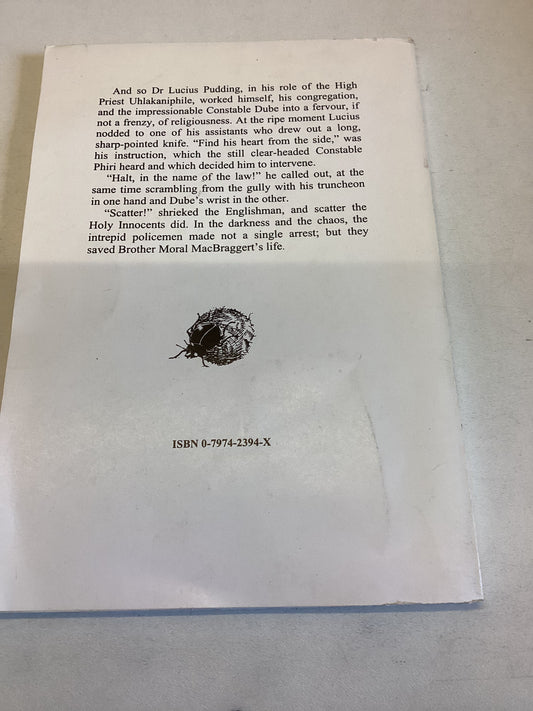 And so Dr Lucius Pudding, in his role of the High
Priest Uhlakaniphile, worked himself, his congregation,
and the impressionable Constable Dube into a fervour, if
not a frenzy, of religiousness. At the ripe moment Lucius
nodded to one of his assistants who drew out a long,
sharp-pointed knife. “Find his heart from the side,” was
his instruction, which the still clear-headed Constable
Phiri heard and which decided him to intervene.
“Halt, in the name of the law!” he called out, at the
same time scrambling from the gully with his truncheon
in one hand and Dube’s wrist in the other.
“Scatter!” shrieked the Englishman, and scatter the
Holy Innocents did. In the darkness and the chaos, the
intrepid policemen made not a single arrest; but they
saved Brother Moral MacBraggert’s life.
ISBN 0-7974-2394-X